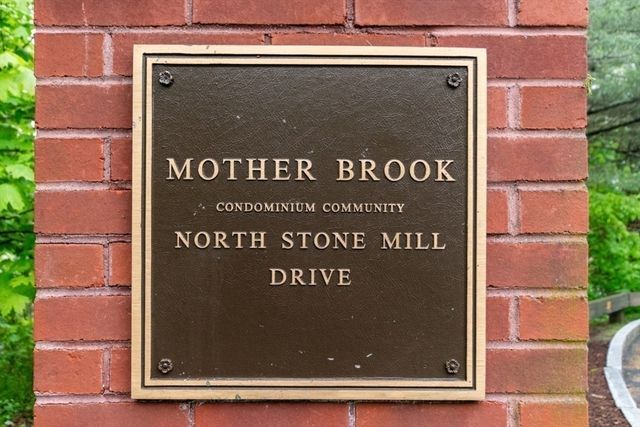 MOTHER BROOK
CONDOMINIUM COMMUNITY
NORTH STONE MILL
DRIVE